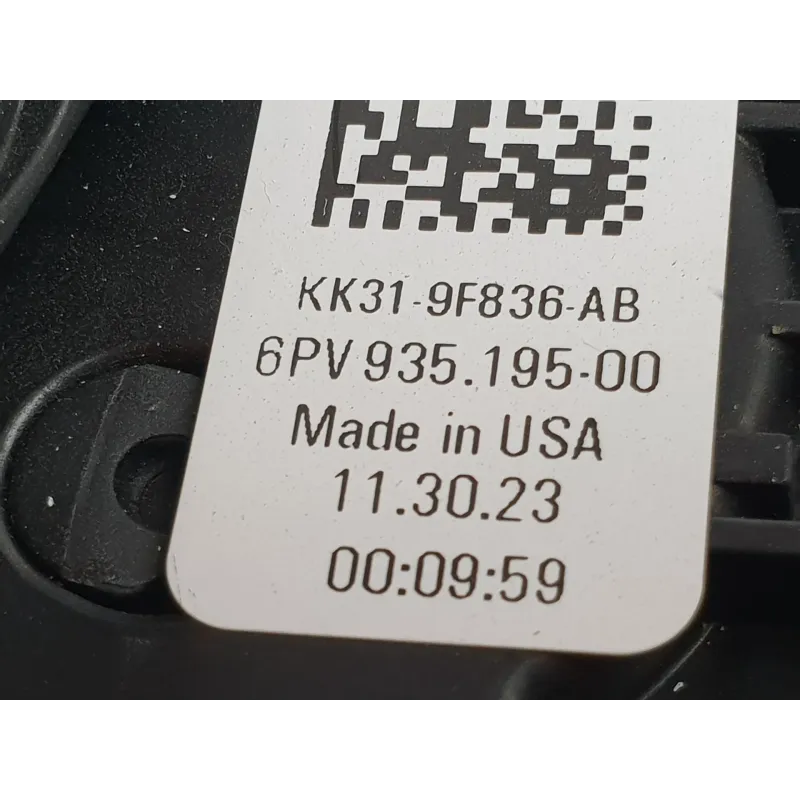 KK31-9F836-AB
6PV 935.195-00
Made in USA
11.30.23
00:09:59